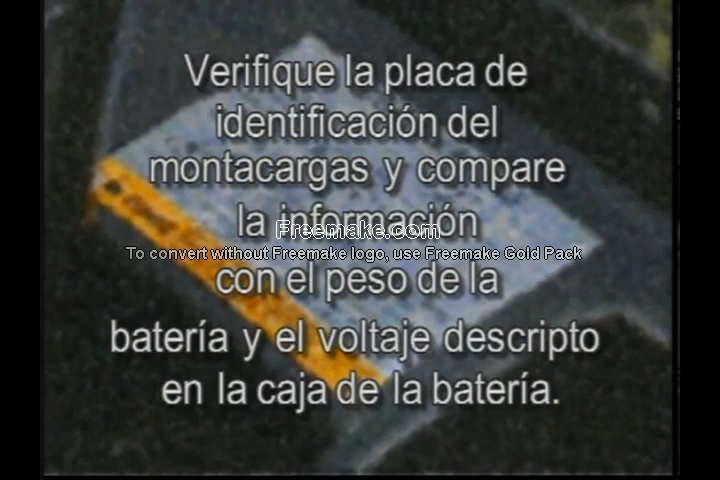 Verifique la placa de
identificación del
montacargas y compare
la información
Freemake.com
To convert without Freemake logo, use Freemake Gold Pack
con el peso de la
batería y el voltaje descripto
en la caja de la batería.